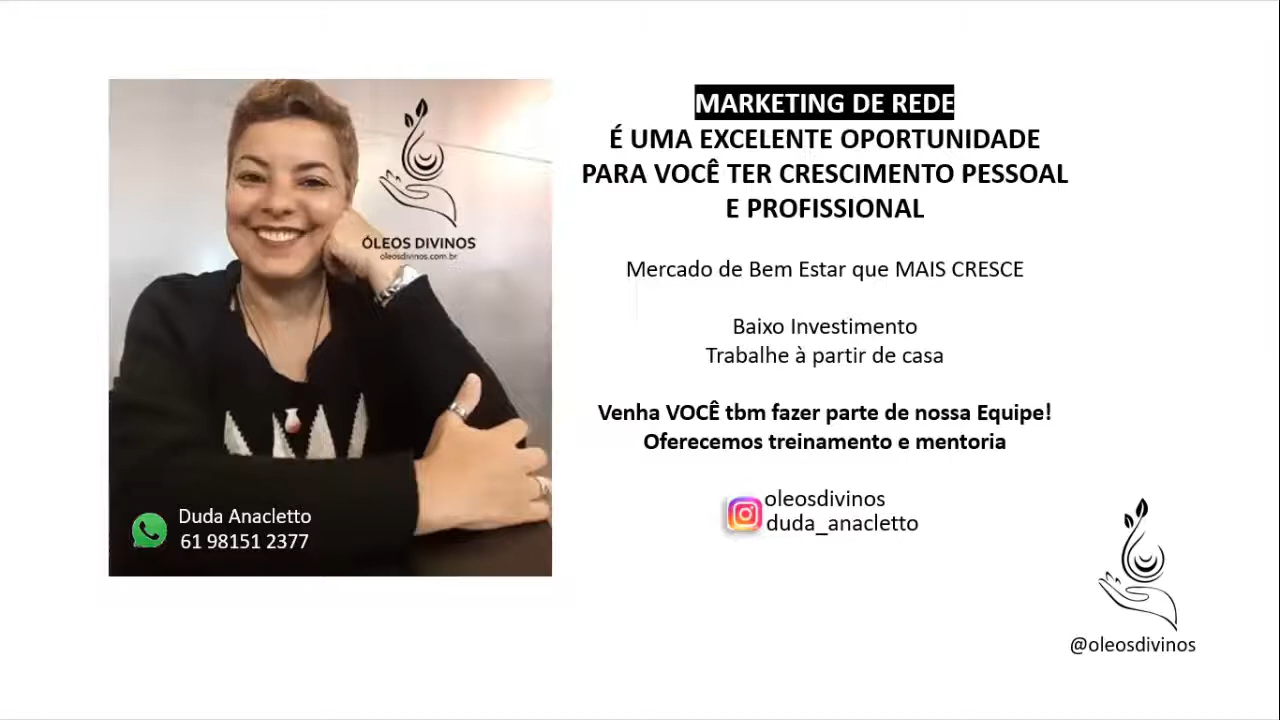 ÓLEOS DIVINOS
oleosdivinos.com.br
Duda Anacletto
61 98151 2377
MARKETING DE REDE
É UMA EXCELENTE OPORTUNIDADE
PARA VOCÊ TER CRESCIMENTO PESSOAL
E PROFISSIONAL
Mercado de Bem Estar que MAIS CRESCE
Baixo Investimento
Trabalhe à partir de casa
Venha VOCÊ tbm fazer parte de nossa Equipe!
Oferecemos treinamento e mentoria
oleosdivinos
duda_anacletto
@oleosdivinos